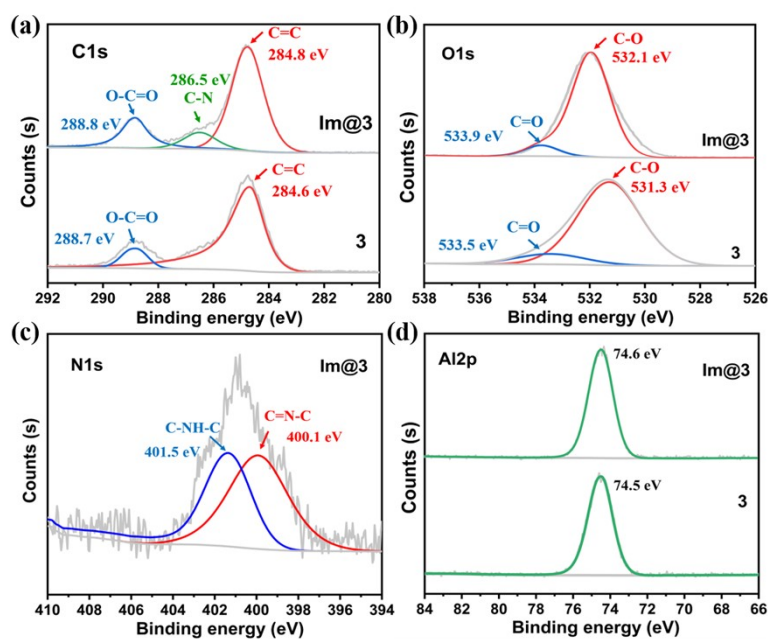 (a)
C1s
C=C
284.8 eV
286.5 eV
C-N
O-C=O
288.8 eV
Im@3
C=C
284.6 eV
O-C=O
288.7 eV
3
Counts (s)
292 290 288 286 284 282 280
Binding energy (eV)
(b)
O1s
C-O
532.1 eV
C=O
533.9 eV
Im@3
C-O
531.3 eV
C=O
533.5 eV
3
Counts (s)
538 536 534 532 530 528 526
Binding energy (eV)
(c)
N1s
Im@3
C-NH-C
401.5 eV
C=N-C
400.1 eV
Counts (s)
410 408 406 404 402 400 398 396 394
Binding energy (eV)
(d)
Al2p
74.6 eV
Im@3
74.5 eV
3
Counts (s)
84 82 80 78 76 74 72 70 68 66
Binding energy (eV)